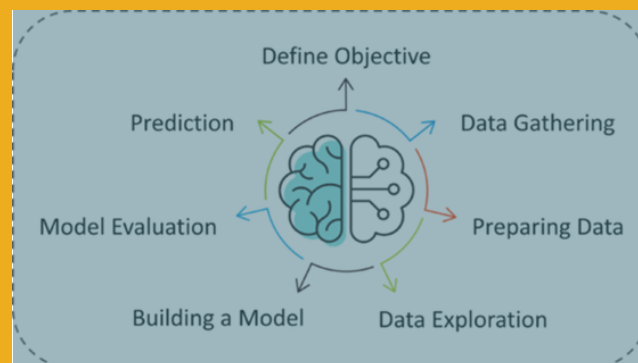 Define Objective
Data Gathering
Preparing Data
Data Exploration
Building a Model
Model Evaluation
Prediction